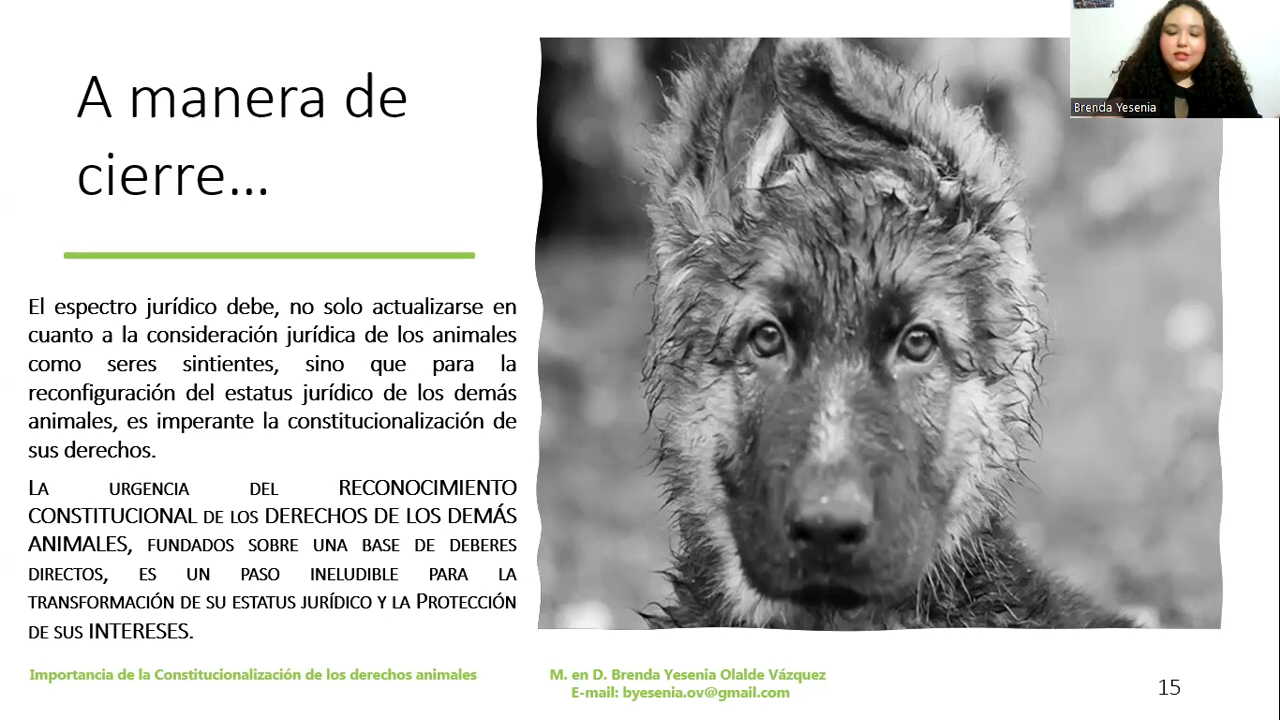 A manera de
cierre...
Brenda Yesenia
El espectro jurídico debe, no solo actualizarse en
cuanto a la consideración jurídica de los animales
como seres sintientes, sino que para la
reconfiguración del estatus jurídico de los demás
animales, es imperante la constitucionalización de
sus derechos.
LA URGENCIA DEL RECONOCIMIENTO
CONSTITUCIONAL DE LOS DERECHOS DE LOS DEMÁS
ANIMALES, FUNDADOS SOBRE UNA BASE DE DEBERES
DIRECTOS, ES UN PASO INELUDIBLE PARA LA
TRANSFORMACIÓN DE SU ESTATUS JURÍDICO Y LA PROTECCIÓN
DE SUS INTERESES.
Importancia de la Constitucionalización de los derechos animales
M. en D. Brenda Yesenia Olalde Vázquez
E-mail: byesenia.ov@gmail.com
15